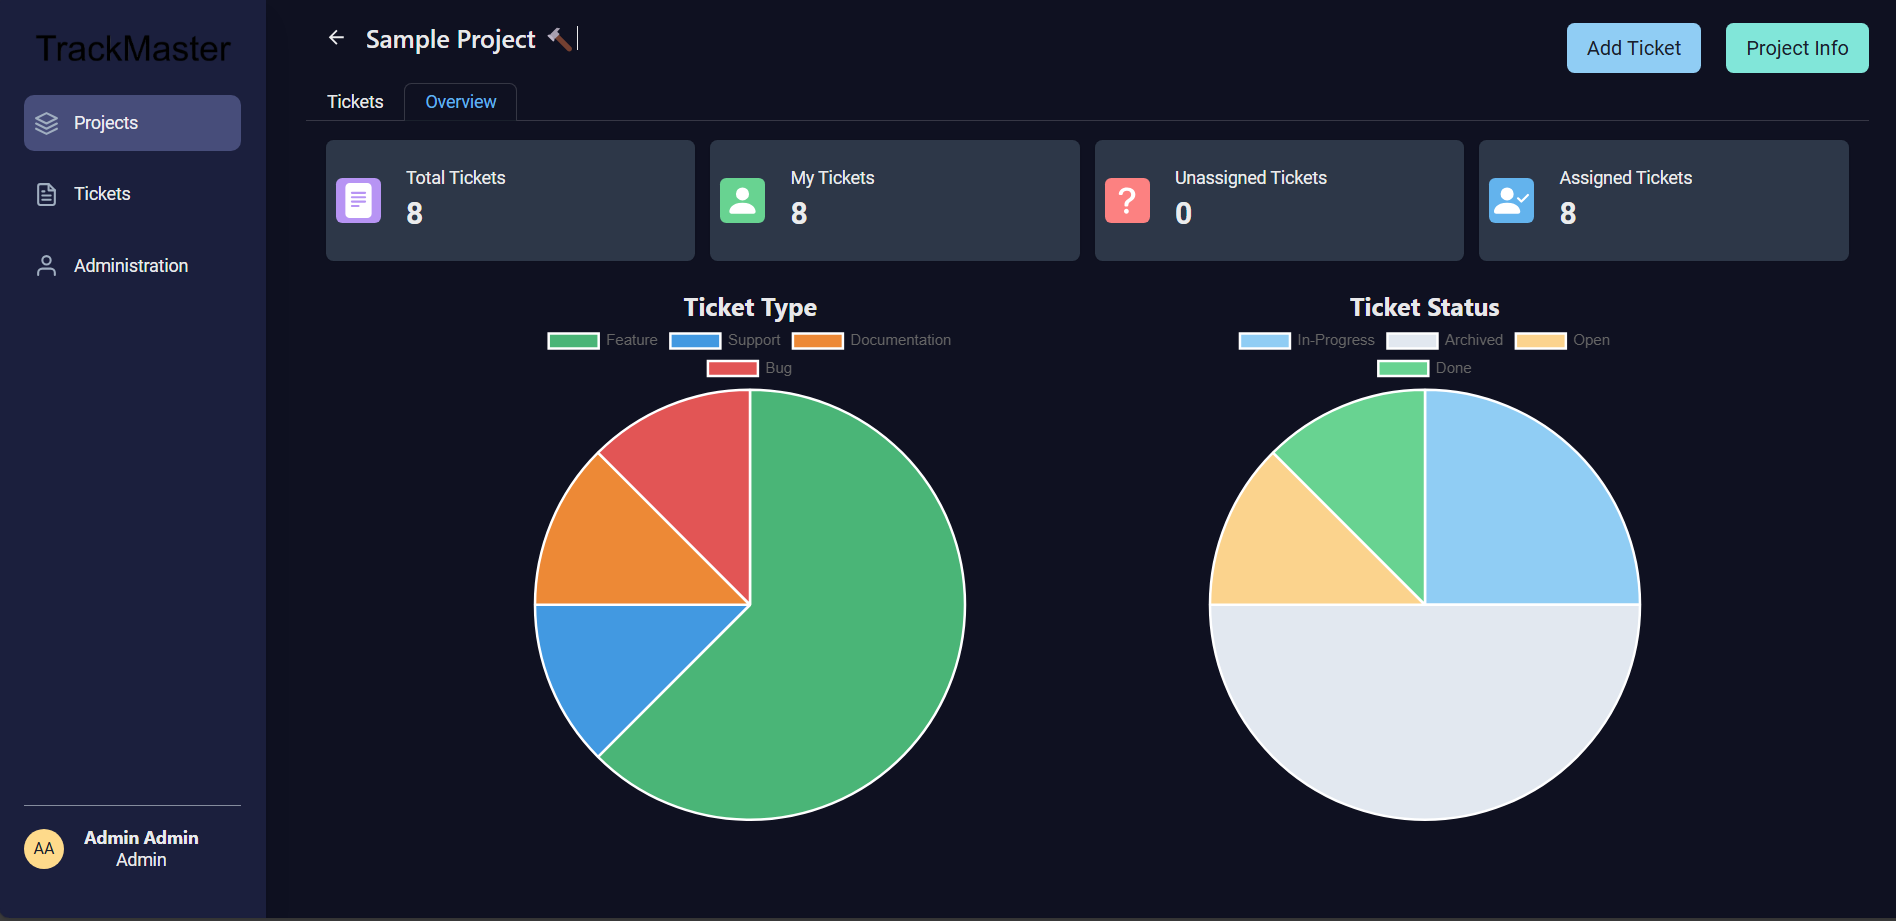 TrackMaster
Projects
Tickets
Administration
Admin Admin
Admin
AA
Sample Project 🔨
Add Ticket
Project Info
Tickets
Overview
Total Tickets
8
My Tickets
8
?
Unassigned Tickets
0
Assigned Tickets
8
Ticket Type
Feature Support Documentation
Bug
Ticket Status
In-Progress Archived Open
Done